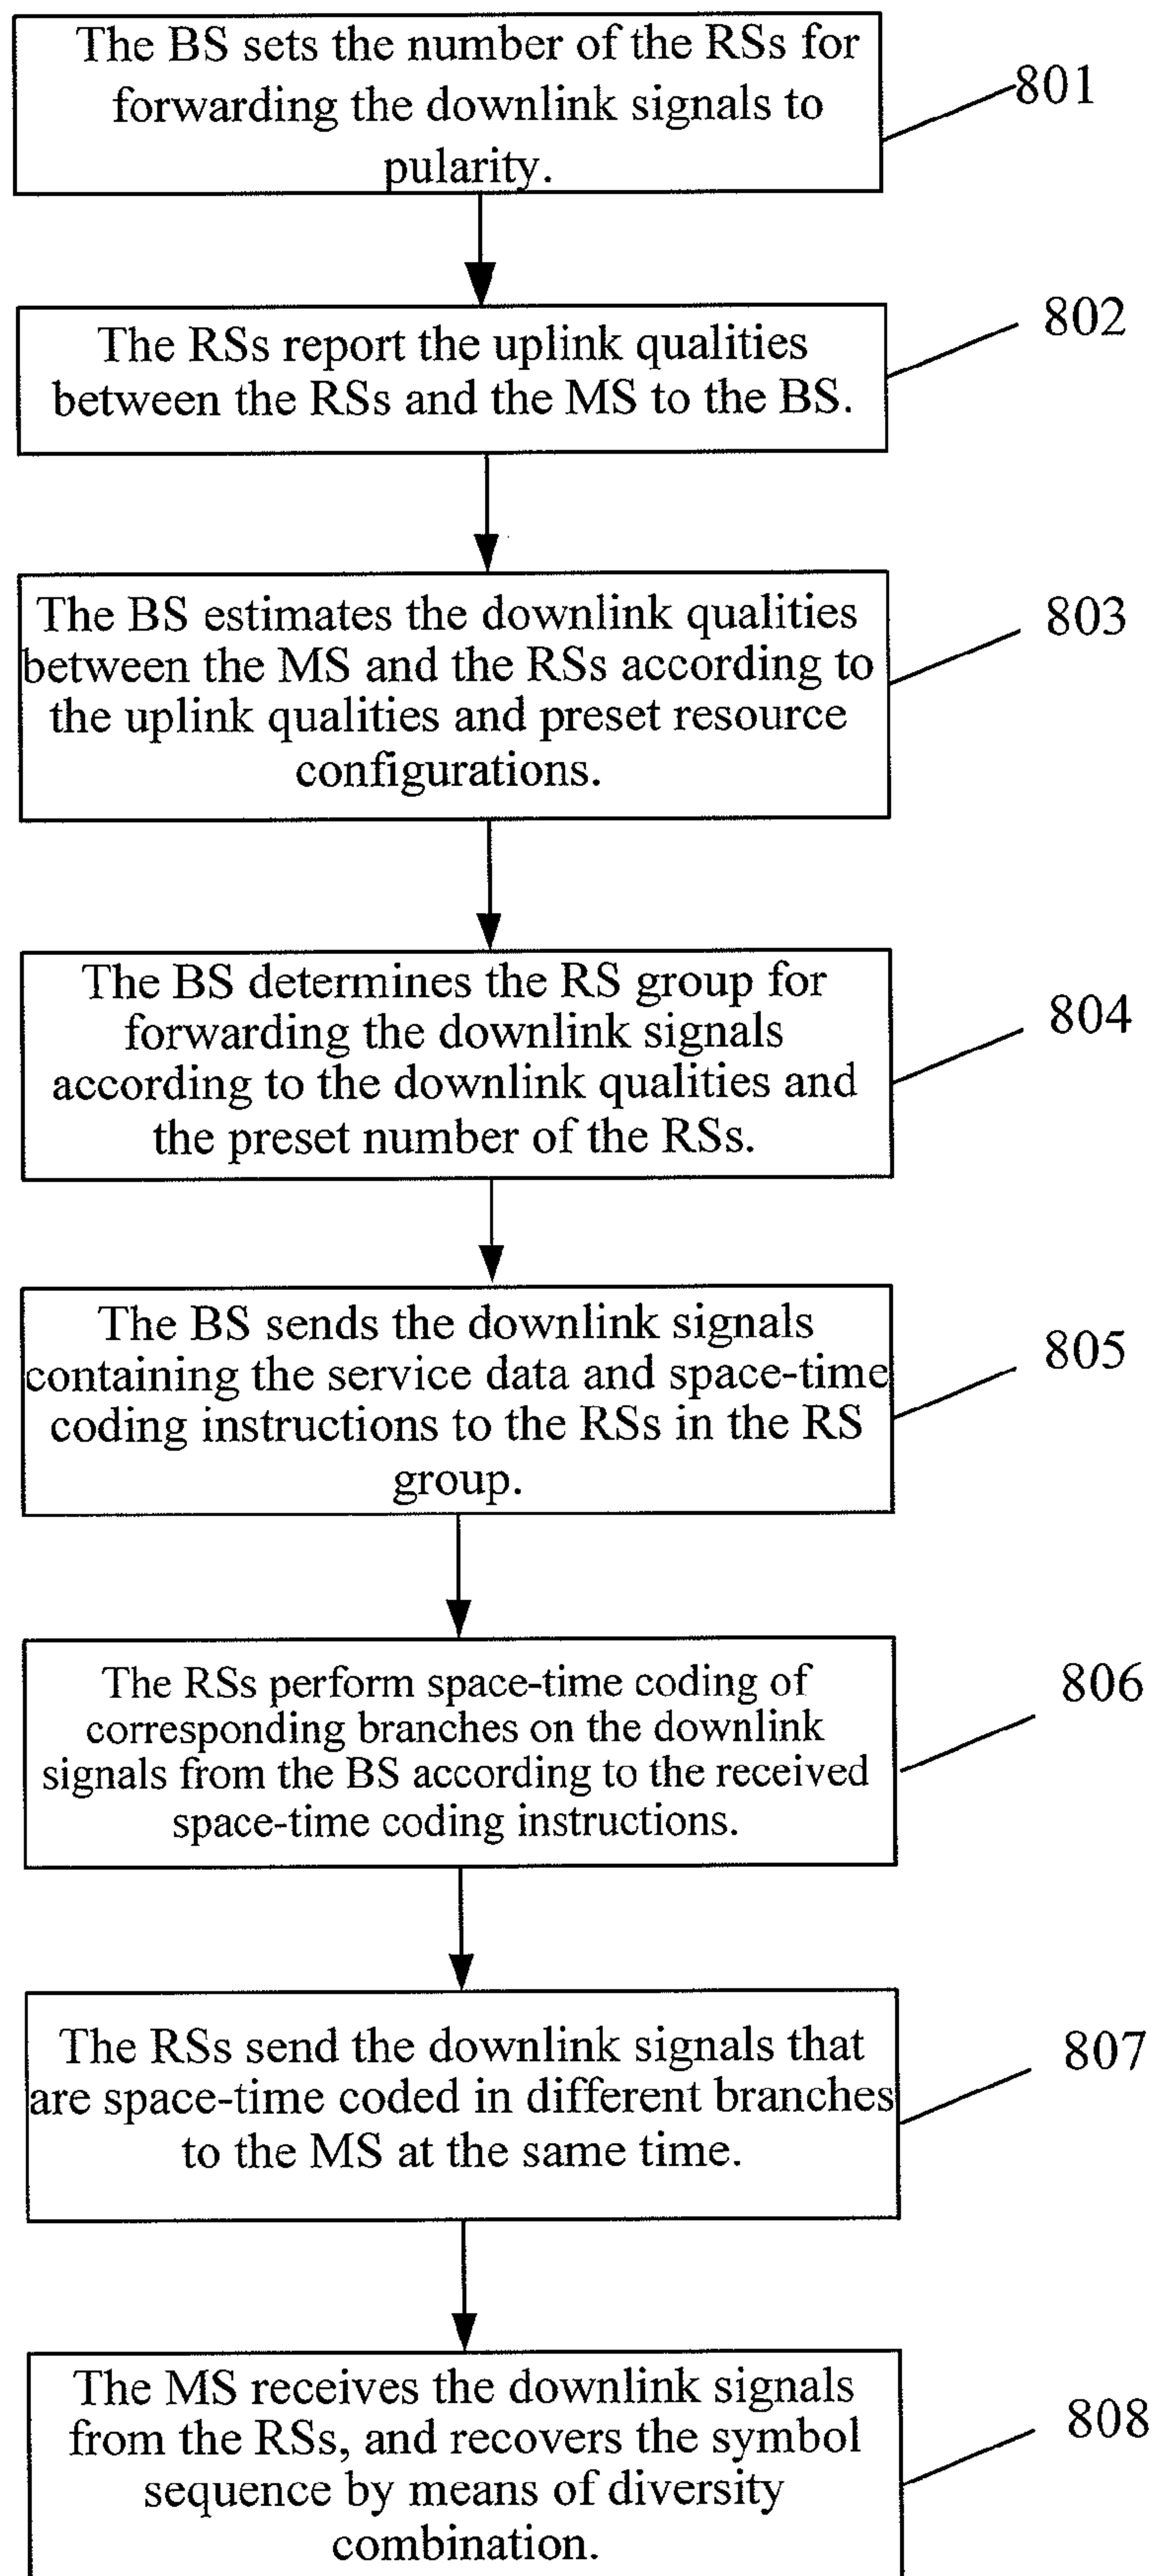 The BS sets the number of the RSs for
forwarding the downlink signals to
pularity.
801
The RSs report the uplink qualities
between the RSs and the MS to the BS.
802
The BS estimates the downlink qualities
between the MS and the RSs according to
the uplink qualities and preset resource
configurations.
803
The BS determines the RS group for
forwarding the downlink signals
according to the downlink qualities and
the preset number of the RSs.
804
The BS sends the downlink signals
containing the service data and space-time
coding instructions to the RSs in the RS
group.
805
The RSs perform space-time coding of
corresponding branches on the downlink
signals from the BS according to the received
space-time coding instructions.
806
The RSs send the downlink signals that
are space-time coded in different branches
to the MS at the same time.
807
The MS receives the downlink signals
from the RSs, and recovers the symbol
sequence by means of diversity
combination.
808